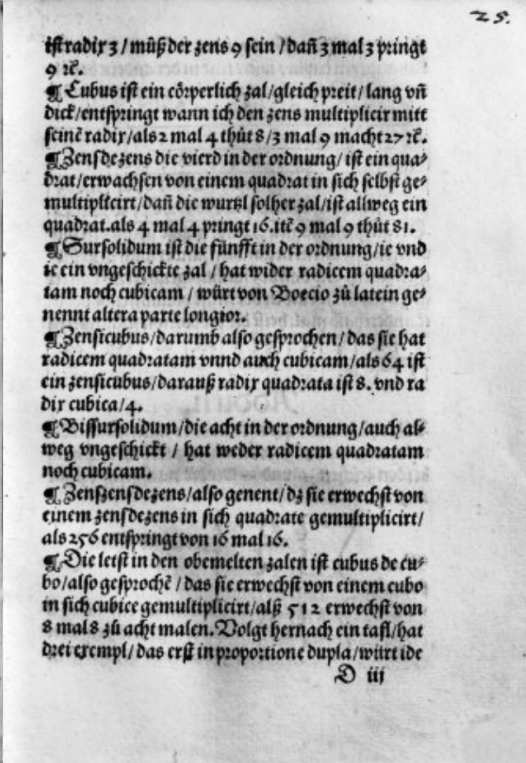 25.
ist radix 3 / můß der zens 9 sein / dañ 3 mal 3 pringt
9 ꝛc̃.
¶ Cubus ist ein cőrperlich zal / gleich preit / lang vñ
dick / entspringt wann ich den zens multiplicir mitt
seinẽ radix / als 2 mal 4 thůt 8 / 3 mal 9 macht 27 ꝛc̃.
¶ Zensdezens die vierd in der ordnung / ist ein qua⸗
drat / erwachsen von einem quadrat in sich selbst ge⸗
multiplicirt / dañ die wurtzl solher zal / ist allweg ein
quadrat. als 4 mal 4 pringt 16. itẽ 9 mal 9 thůt 81.
¶ Sursolidum ist die fünfft in der ordnung / ie vnd
ie ein vngeschickte zal / hat wider radicem quadra⸗
tam noch cubicam / würt von Boecio zů latein ge⸗
nennt altera parte longior.
¶ Zensicubus / darumb also gesprochen / das sie hat
radicem quadratam vnnd auch cubicam / als 64 ist
ein zensicubus / darauß radix quadrata ist 8. vnd ra
dix cubica / 4.
¶ Bissursolidum / die acht in der ordnung / auch al⸗
weg vngeschickt / hat weder radicem quadratam
noch cubicam.
¶ Zenszensdezens / also genent / dz sie erwechst von
einem zensdezens in sich quadrate gemultiplicirt /
als 256 entspringt von 16 mal 16.
¶ Die letst in den obemelten zalen ist cubus de cu⸗
bo / also gesprochẽ / das sie erwechst von einem cubo
in sich cubice gemultiplicirt / alß 512 erwechst von
8 mal 8 zů acht malen. Volgt hernach ein tafl / hat
drei exempl / das erst in proportione dupla / würt ide
D iij